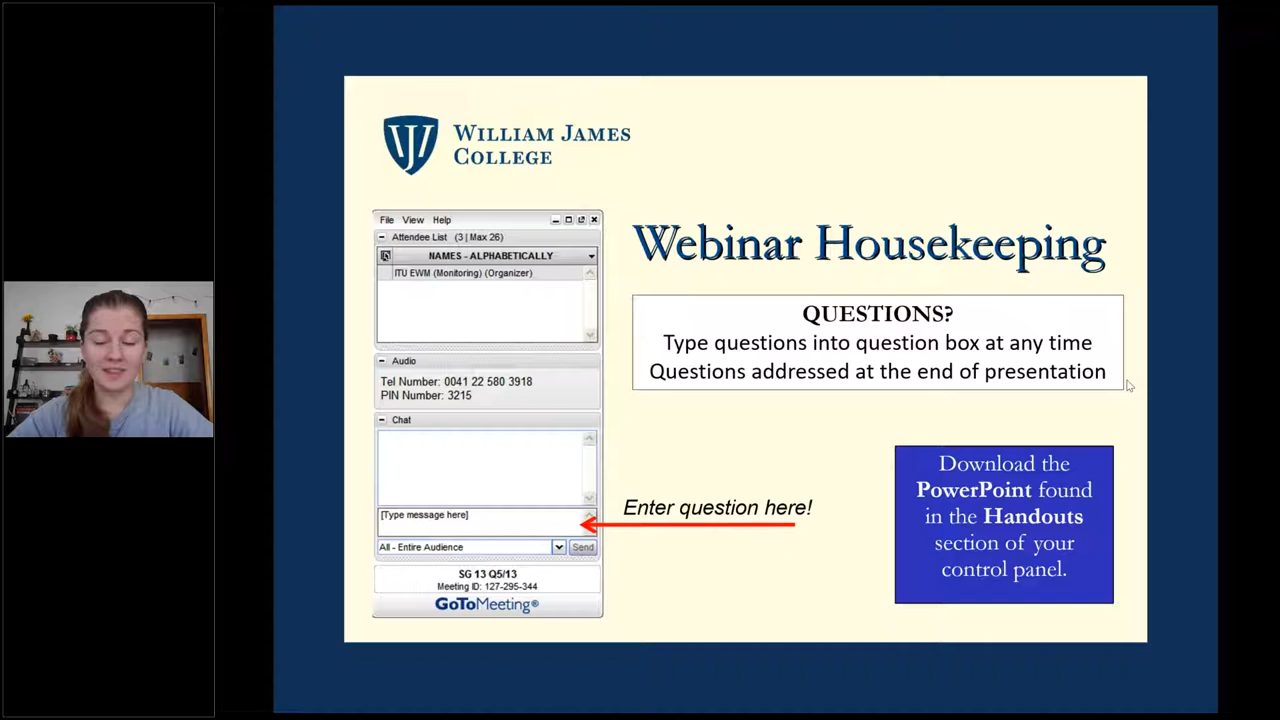 WILLIAM JAMES
COLLEGE
File View Help
Attendee List (3 | Max 26)
NAMES - ALPHABETICALLY
ITU EWM (Monitoring) (Organizer)
Audio
Tel Number: 0041 22 580 3918
PIN Number: 3215
Chat
[Type message here]
All - Entire Audience
Send
SG 13 Q5/13
Meeting ID: 127-295-344
GoToMeeting®
Webinar Housekeeping
QUESTIONS?
Type questions into question box at any time
Questions addressed at the end of presentation
Enter question here!
Download the
PowerPoint found
in the Handouts
section of your
control panel.